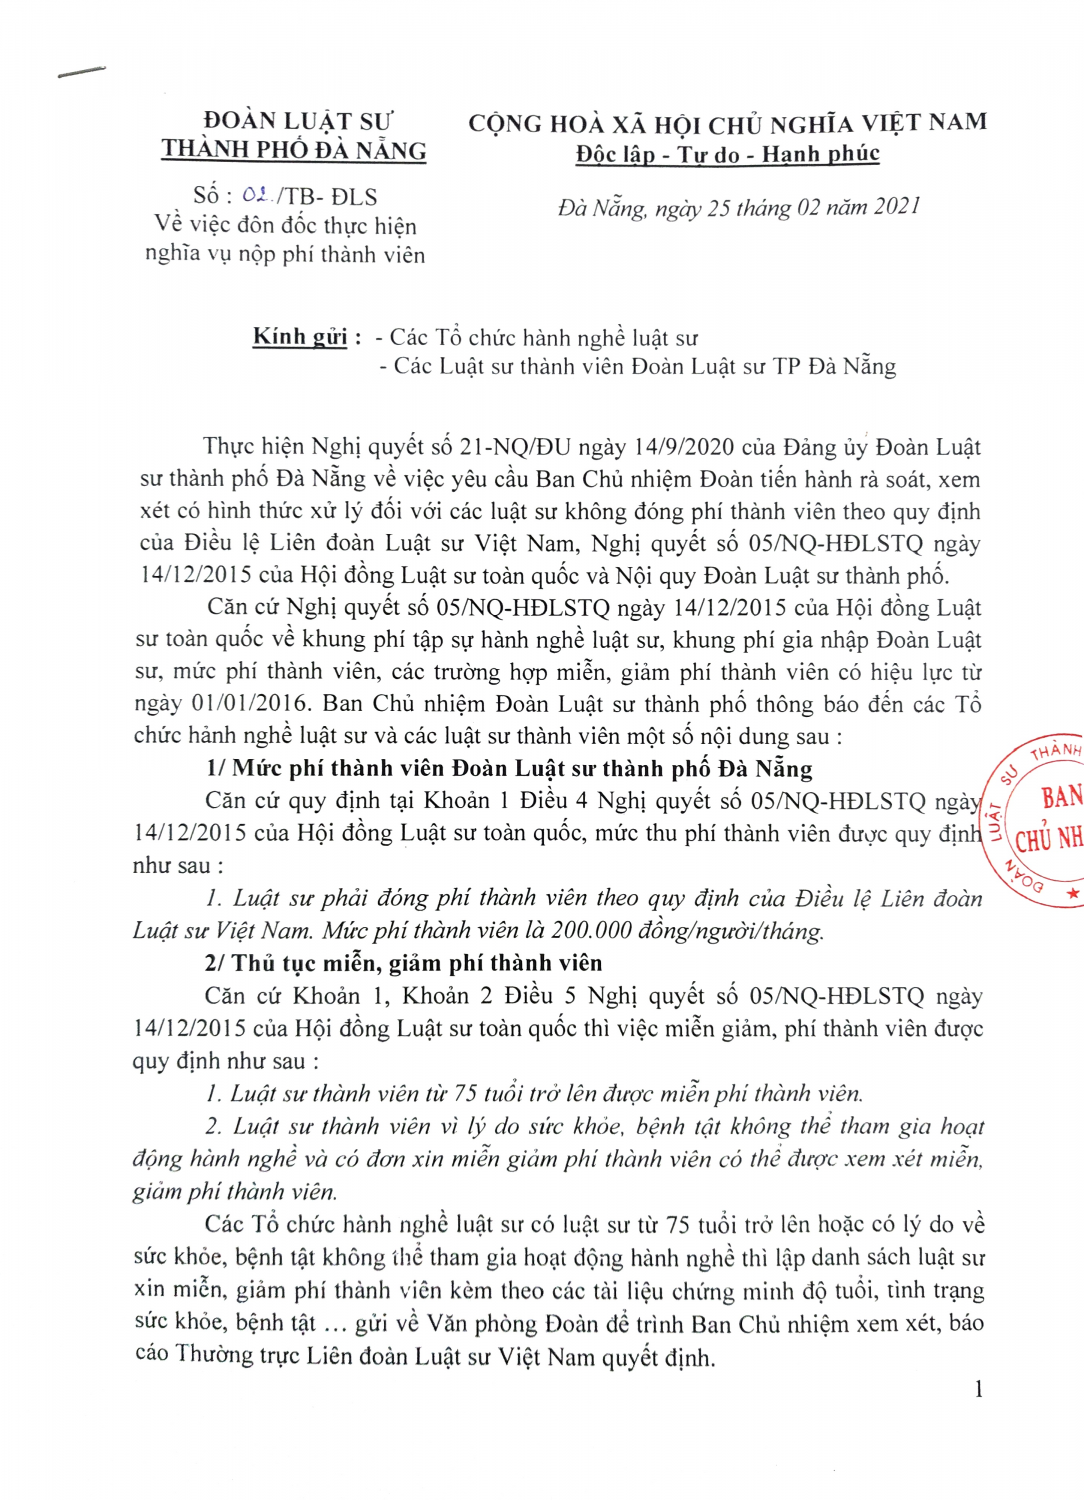 ĐOÀN LUẬT SƯ
THÀNH PHỐ ĐÀ NẴNG
CỘNG HOÀ XÃ HỘI CHỦ NGHĨA VIỆT NAM
Độc lập - Tự do - Hạnh phúc
Số : 02./TB- ĐLS
Về việc đôn đốc thực hiện
nghĩa vụ nộp phí thành viên
Đà Nẵng, ngày 25 tháng 02 năm 2021
Kính gửi : - Các Tổ chức hành nghề luật sư
- Các Luật sư thành viên Đoàn Luật sư TP Đà Nẵng
Thực hiện Nghị quyết số 21-NQ/ĐU ngày 14/9/2020 của Đảng ủy Đoàn Luật
sư thành phố Đà Nẵng về việc yêu cầu Ban Chủ nhiệm Đoàn tiến hành rà soát, xem
xét có hình thức xử lý đối với các luật sư không đóng phí thành viên theo quy định
của Điều lệ Liên đoàn Luật sư Việt Nam, Nghị quyết số 05/NQ-HĐLSTQ ngày
14/12/2015 của Hội đồng Luật sư toàn quốc và Nội quy Đoàn Luật sư thành phố.
Căn cứ Nghị quyết số 05/NQ-HĐLSTQ ngày 14/12/2015 của Hội đồng Luật
sư toàn quốc về khung phí tập sự hành nghề luật sư, khung phí gia nhập Đoàn Luật
sư, mức phí thành viên, các trường hợp miễn, giảm phí thành viên có hiệu lực từ
ngày 01/01/2016. Ban Chủ nhiệm Đoàn Luật sư thành phố thông báo đến các Tổ
chức hảnh nghề luật sư và các luật sư thành viên một số nội dung sau :
1/ Mức phí thành viên Đoàn Luật sư thành phố Đà Nẵng
Căn cứ quy định tại Khoản 1 Điều 4 Nghị quyết số 05/NQ-HĐLSTQ ngày
14/12/2015 của Hội đồng Luật sư toàn quốc, mức thu phí thành viên được quy định
như sau :
1. Luật sư phải đóng phí thành viên theo quy định của Điều lệ Liên đoàn
Luật sư Việt Nam. Mức phí thành viên là 200.000 đồng/người/tháng.
2/ Thủ tục miễn, giảm phí thành viên
Căn cứ Khoản 1, Khoản 2 Điều 5 Nghị quyết số 05/NQ-HĐLSTQ ngày
14/12/2015 của Hội đồng Luật sư toàn quốc thì việc miễn giảm, phí thành viên được
quy định như sau :
1. Luật sư thành viên từ 75 tuổi trở lên được miễn phí thành viên.
2. Luật sư thành viên vì lý do sức khỏe, bệnh tật không thể tham gia hoạt
động hành nghề và có đơn xin miễn giảm phí thành viên có thể được xem xét miễn,
giảm phí thành viên.
Các Tổ chức hành nghề luật sư có luật sư từ 75 tuổi trở lên hoặc có lý do về
sức khỏe, bệnh tật không thể tham gia hoạt động hành nghề thì lập danh sách luật sư
xin miễn, giảm phí thành viên kèm theo các tài liệu chứng minh độ tuổi, tình trạng
sức khỏe, bệnh tật … gửi về Văn phòng Đoàn để trình Ban Chủ nhiệm xem xét, báo
cáo Thường trực Liên đoàn Luật sư Việt Nam quyết định.
1
ĐOÀN LUẬT SƯ THÀNH
BAN
CHỦ NH